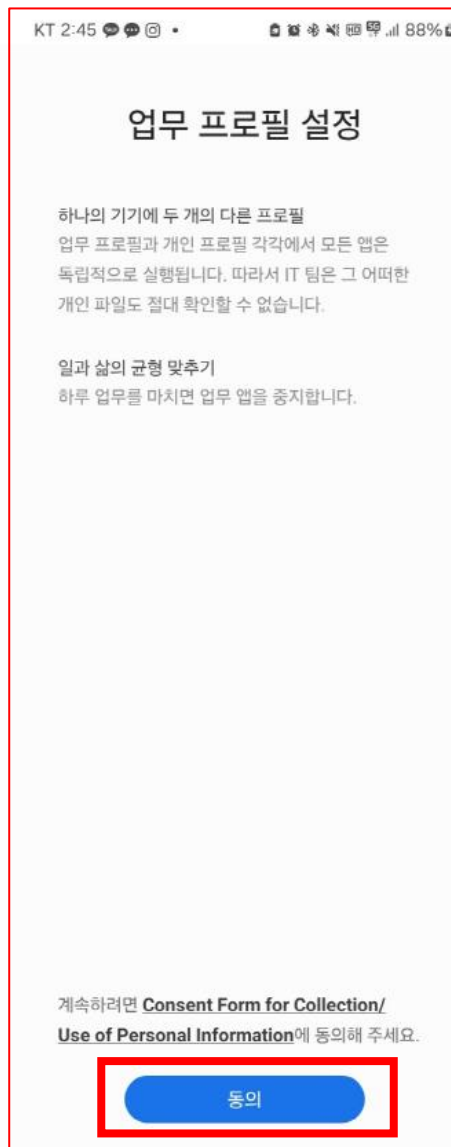 KT 2:45
88%
업무 프로필 설정
하나의 기기에 두 개의 다른 프로필
업무 프로필과 개인 프로필 각각에서 모든 앱은
독립적으로 실행됩니다. 따라서 IT 팀은 그 어떠한
개인 파일도 절대 확인할 수 없습니다.
일과 삶의 균형 맞추기
하루 업무를 마치면 업무 앱을 중지합니다.
계속하려면 Consent Form for Collection/
Use of Personal Information에 동의해 주세요.
동의